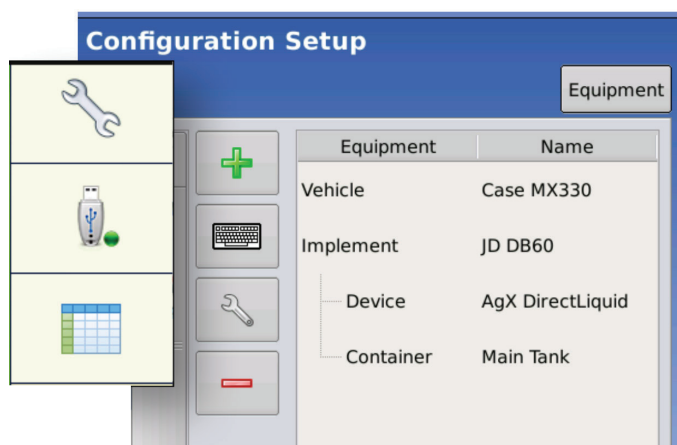 Configuration Setup
Equipment
Equipment Name
Vehicle Case MX330
Implement JD DB60
Device AgX DirectLiquid
Container Main Tank